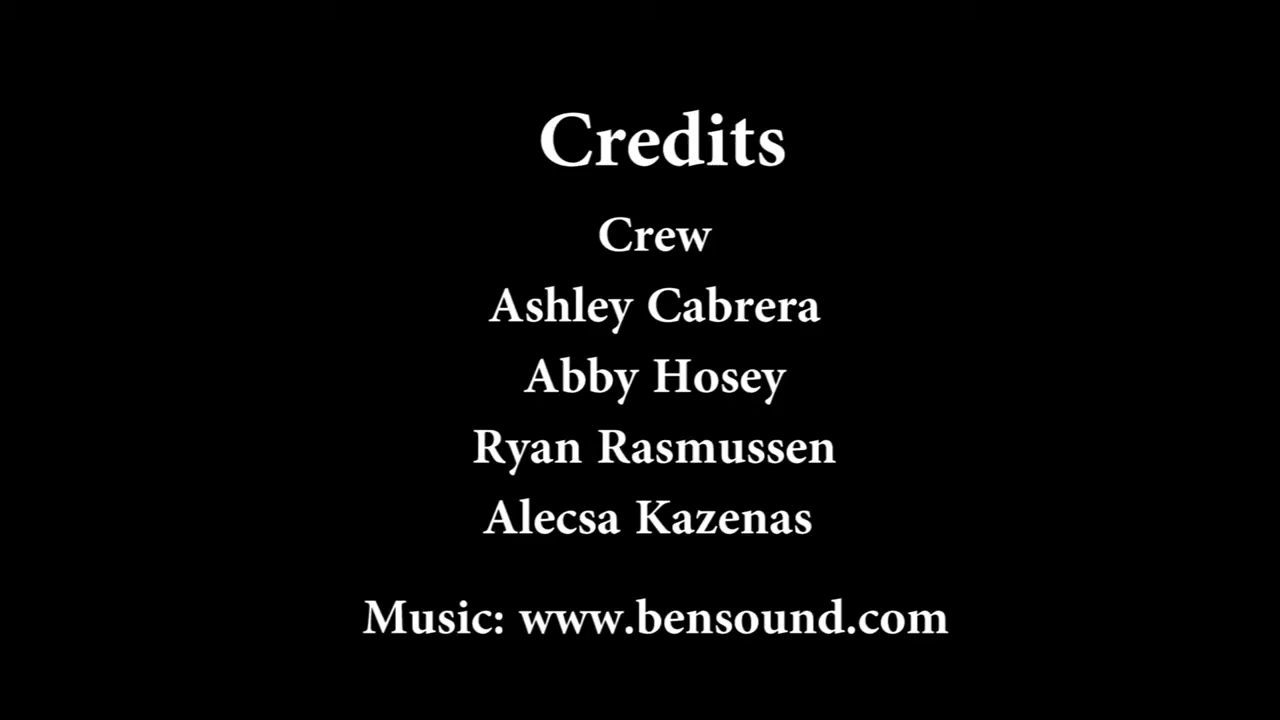 Credits
Crew
Ashley Cabrera
Abby Hosey
Ryan Rasmussen
Alecsa Kazenas
Music: www.bensound.com